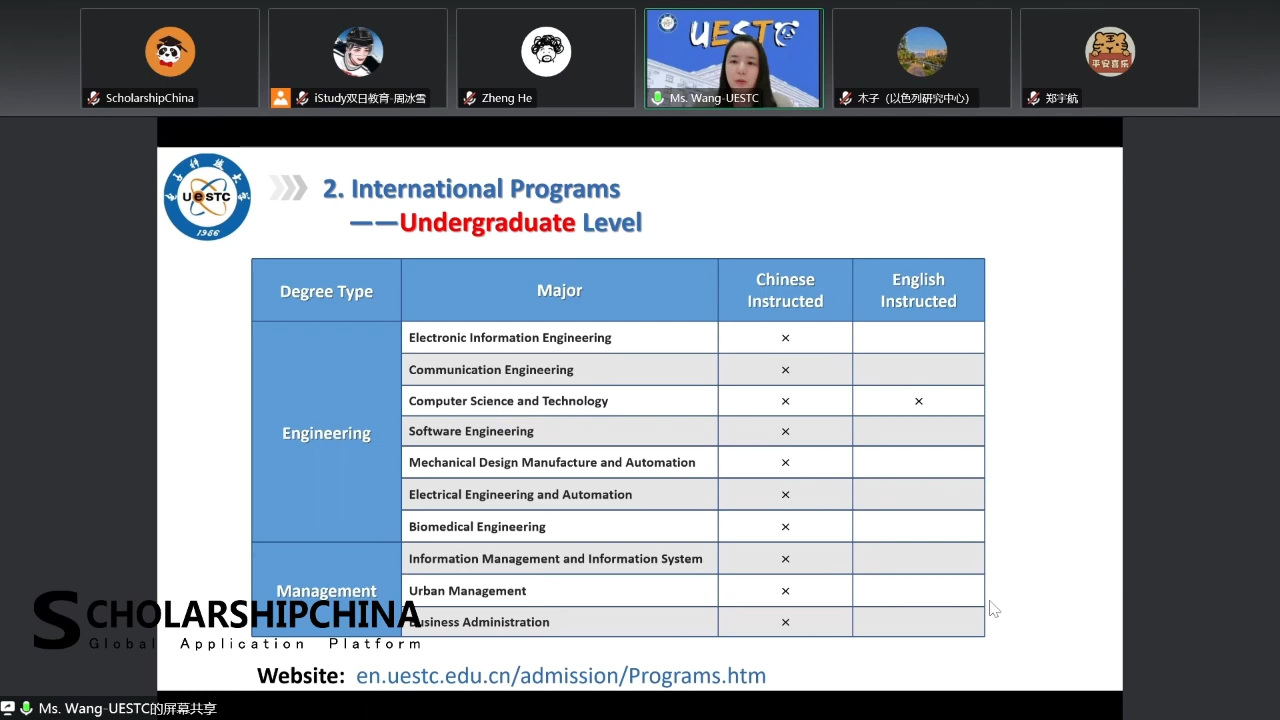 UESTC
平安喜乐
ScholarshipChina
iStudy双日教育-周冰雪
Zheng He
Ms. Wang-UESTC
木子（以色列研究中心）
郑宇航
UESTC
1956
2. International Programs
——Undergraduate Level
Degree Type
Major
Chinese Instructed
English Instructed
Engineering
Electronic Information Engineering ×
Communication Engineering ×
Computer Science and Technology × ×
Software Engineering ×
Mechanical Design Manufacture and Automation ×
Electrical Engineering and Automation ×
Biomedical Engineering ×
Management
Information Management and Information System ×
Urban Management ×
Business Administration ×
SCHOLARSHIPCHINA
Global Application Platform
Website: en.uestc.edu.cn/admission/Programs.htm
Ms. Wang-UESTC的屏幕共享